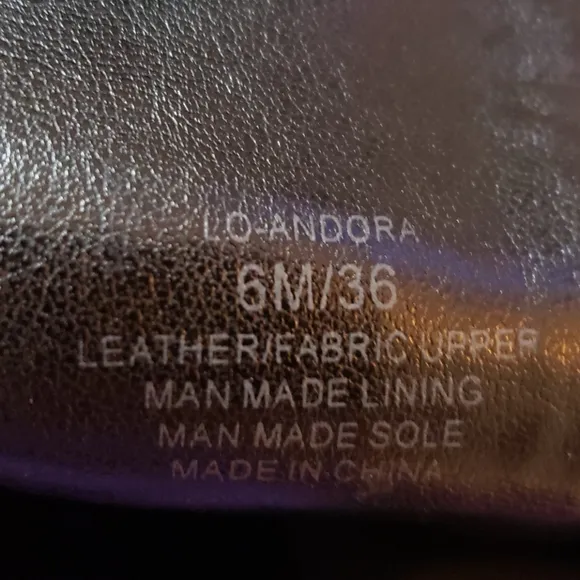 LO-ANDORA
6M/36
LEATHER/FABRIC UPPER
MAN MADE LINING
MAN MADE SOLE
MADE IN CHINA